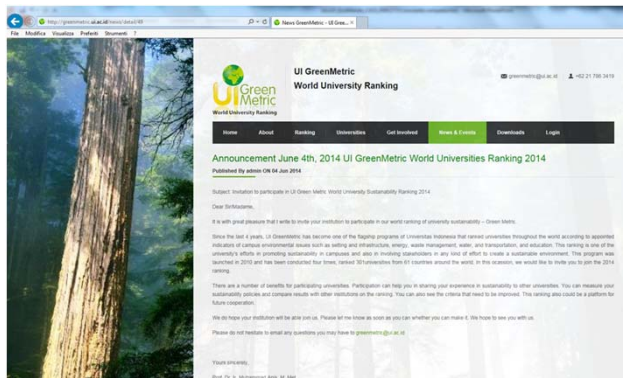 http://greenmetric.ui.ac.id/news/detail/49
News GreenMetric - UI Gree...
File Modifica Visualizza Preferiti Strumenti ?
UI Green Metric
World University Ranking
UI GreenMetric
World University Ranking
greenmetric@ui.ac.id +62 21.788 3419
Home About Ranking Universities Get Involved News & Events Downloads Login
Announcement June 4th, 2014 UI GreenMetric World Universities Ranking 2014
Published By admin ON 04 Jun 2014
Subject: Invitation to participate in UI Green Metric World University Sustainability Ranking 2014
Dear Sir/Madame,
It is with great pleasure that I write to invite your institution to participate in our world ranking of university sustainability – Green Metric.
Since the last 4 years, UI GreenMetric has become one of the flagship programs of Universitas Indonesia that ranked universities throughout the world according to appointed
indicators of campus environmental issues such as setting and infrastructure, energy, waste management, water, and transportation, and education. This ranking is one of the
university's efforts in promoting sustainability in campuses and also in involving stakeholders in any kind of effort to create a sustainable environment. This program was
launched in 2010 and has been conducted four times, ranked 301universities from 61 countries around the world. In this ocession, we would like to invite you to join the 2014
ranking.
There are a number of benefits for participating universities. Participation can help you in sharing your experience in sustainability to other universities. You can measure your
sustainability policies and compare results with other institutions on the ranking. You can also see the criteria that need to be improved. This ranking also could be a platform for
future cooperation.
We do hope your institution will be able join us. Please let me know as soon as you can whether you can make it. We hope to see you with us.
Please do not hesitate to email any questions you may have to greenmetric@ui.ac.id
Yours sincerely,